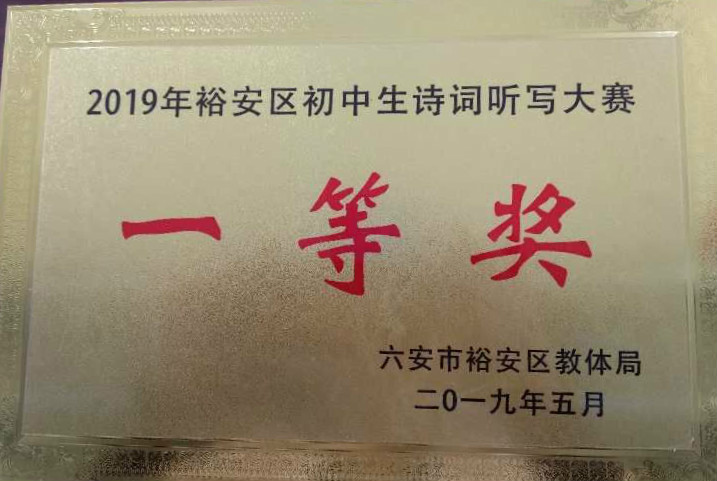 2019年裕安区初中生诗词听写大赛
一等奖
六安市裕安区教体局
二0一九年五月